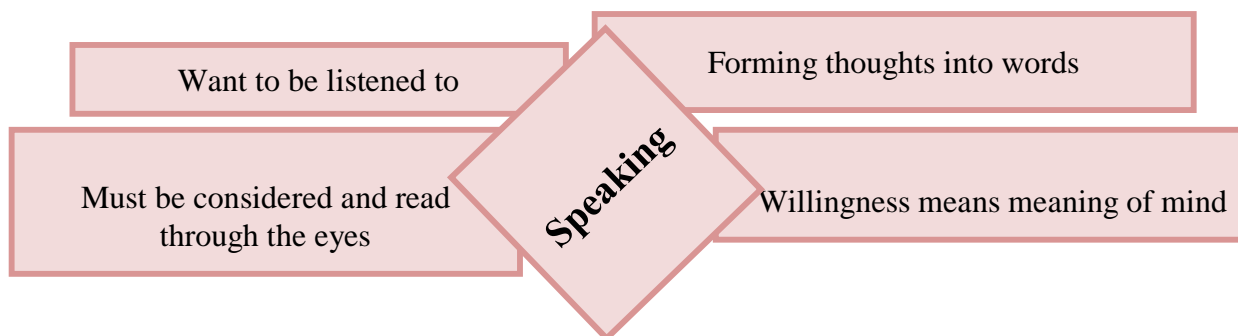 Want to be listened to
Forming thoughts into words
Must be considered and read
through the eyes
Speaking
Willingness means meaning of mind